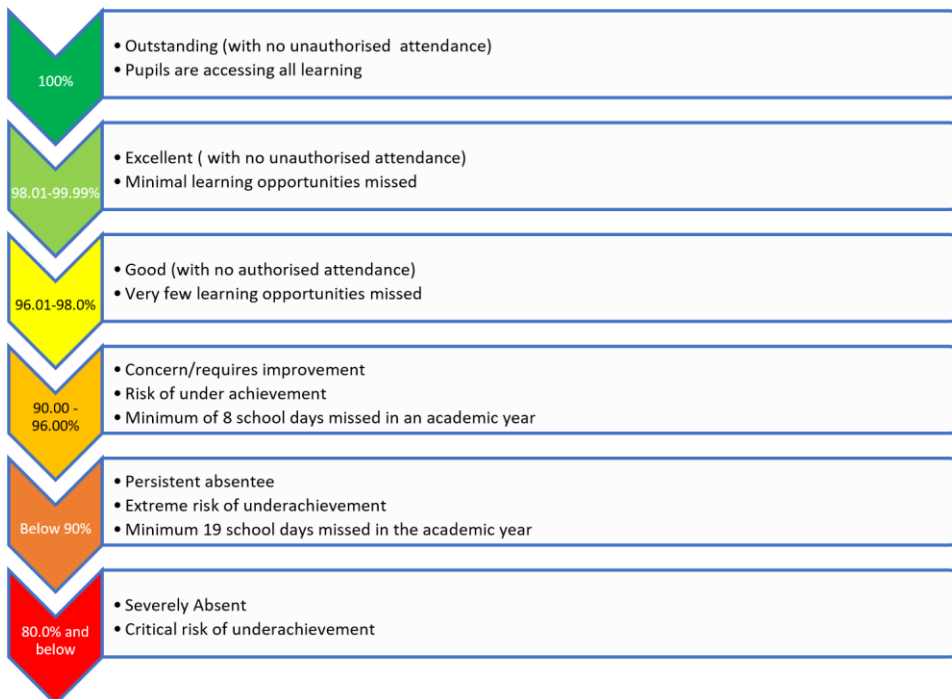 100%
• Outstanding (with no unauthorised  attendance)
• Pupils are accessing all learning
98.01-99.99%
• Excellent ( with no unauthorised attendance)
• Minimal learning opportunities missed
96.01-98.0%
• Good (with no authorised attendance)
• Very few learning opportunities missed
90.00 -
96.00%
• Concern/requires improvement
• Risk of under achievement
• Minimum of 8 school days missed in an academic year
Below 90%
• Persistent absentee
• Extreme risk of underachievement
• Minimum 19 school days missed in the academic year
80.0% and
below
• Severely Absent
• Critical risk of underachievement